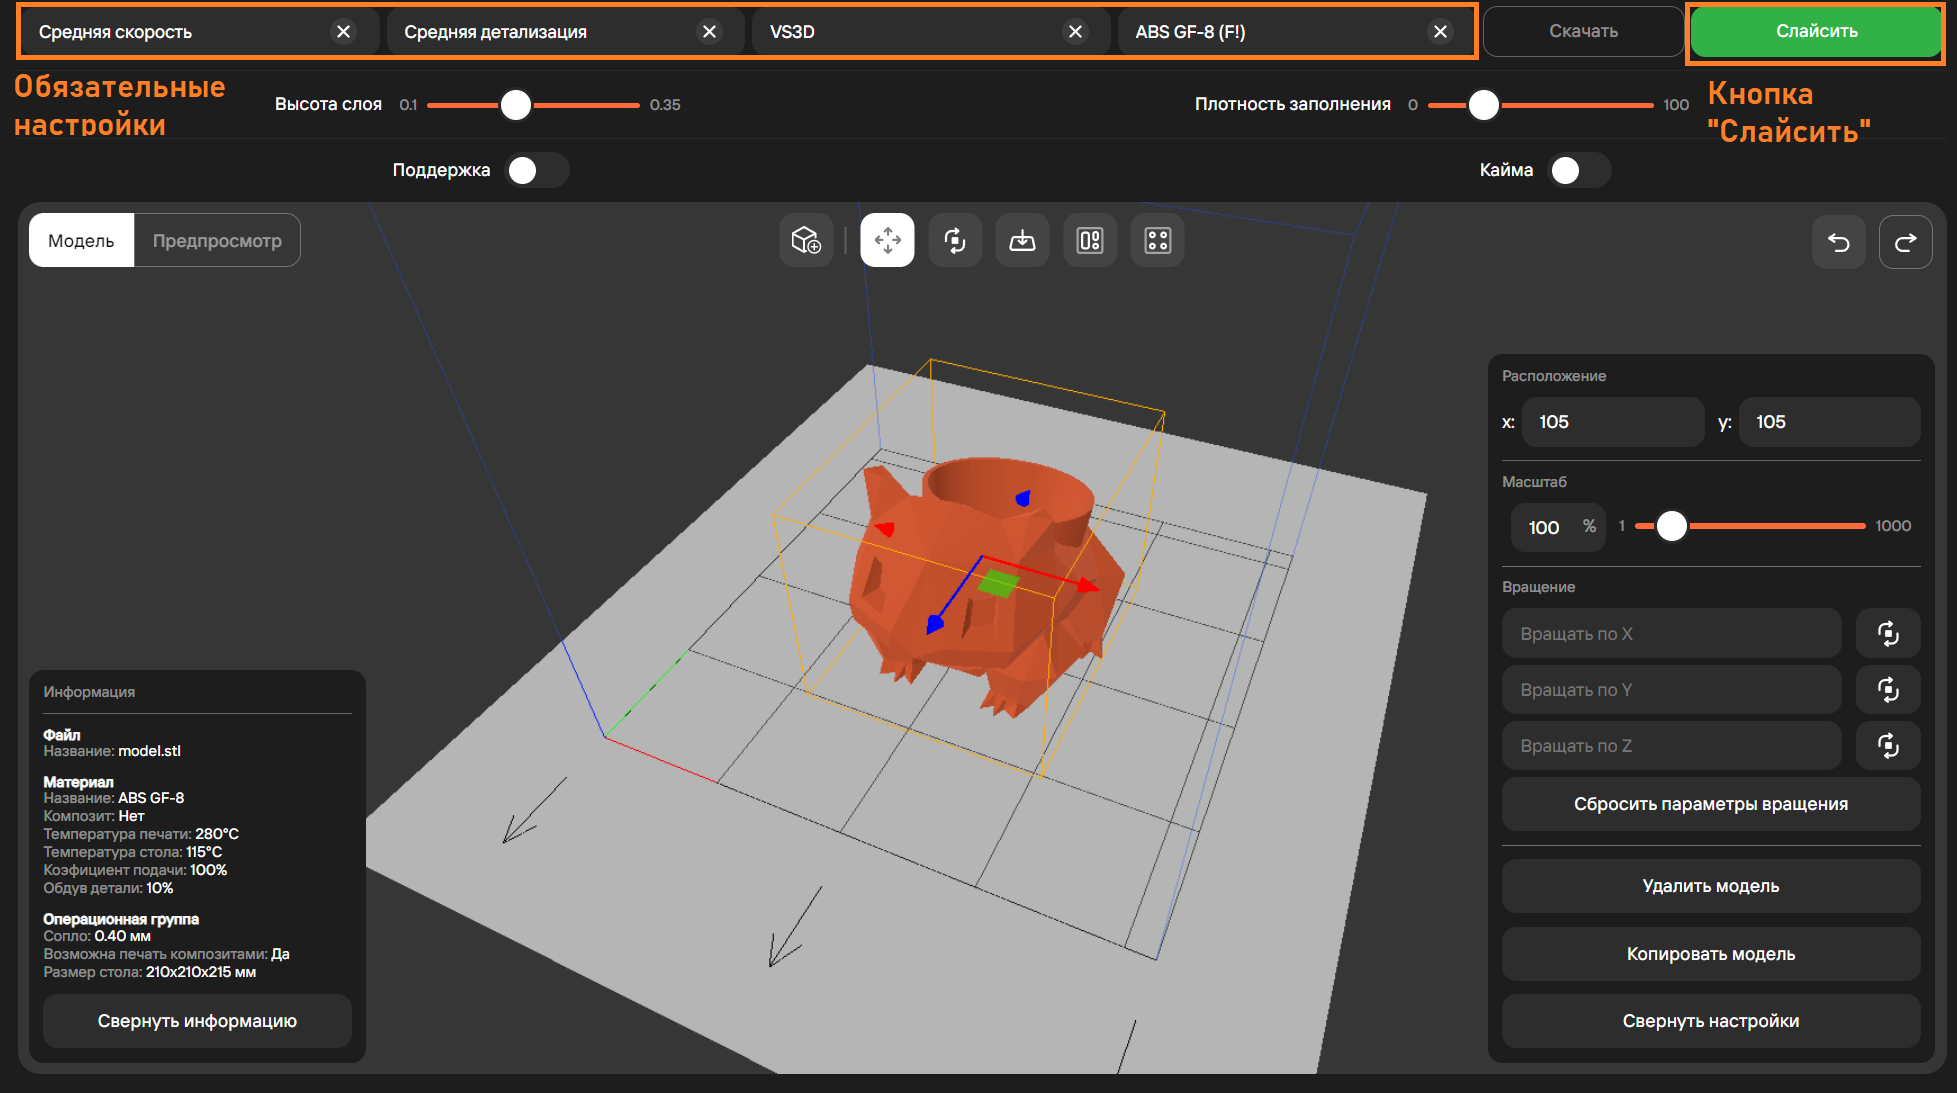 Средняя скорость
Средняя детализация
VS3D
ABS GF-8 (F!)
Скачать
Слайсить
Обязательные
настройки
Высота слоя 0.1 0.35
Плотность заполнения 0 100
Кнопка
"Слайсить"
Поддержка
Кайма
Модель
Предпросмотр
Расположение
x: 105 y: 105
Масштаб
100 % 1 1000
Вращение
Вращать по X
Вращать по Y
Вращать по Z
Сбросить параметры вращения
Удалить модель
Копировать модель
Свернуть настройки
Информация
Файл
Название: model.stl
Материал
Название: ABS GF-8
Композит: Нет
Температура печати: 280°C
Температура стола: 115°C
Коэфициент подачи: 100%
Обдув детали: 10%
Операционная группа
Сопло: 0.40 мм
Возможна печать композитами: Да
Размер стола: 210x210x215 мм
Свернуть информацию